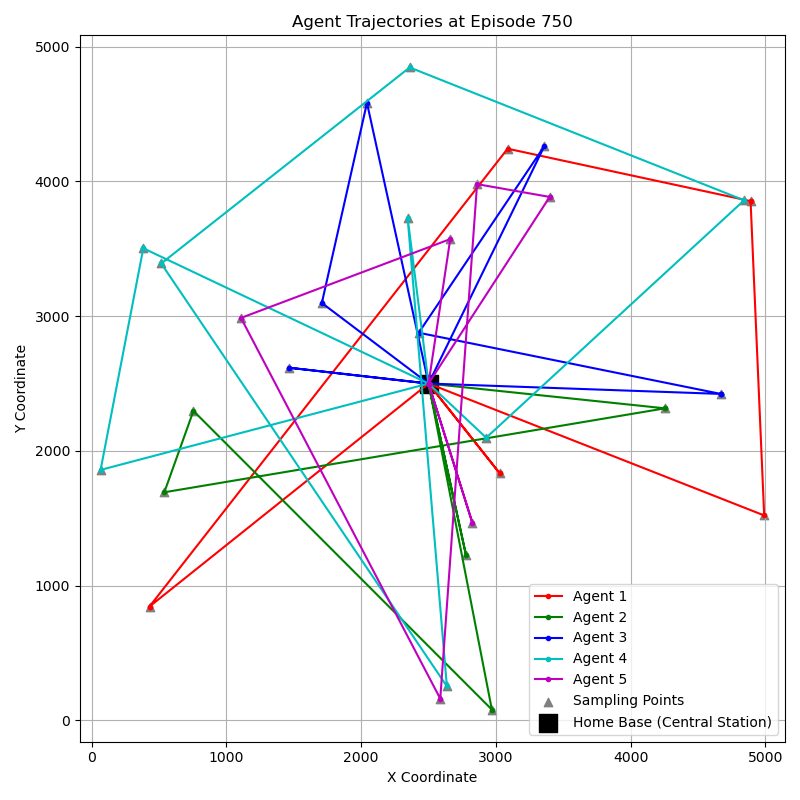 Agent Trajectories at Episode 750
5000
4000
3000
2000
1000
0
Y Coordinate
Agent 1
Agent 2
Agent 3
Agent 4
Agent 5
Sampling Points
Home Base (Central Station)
0 1000 2000 3000 4000 5000
X Coordinate